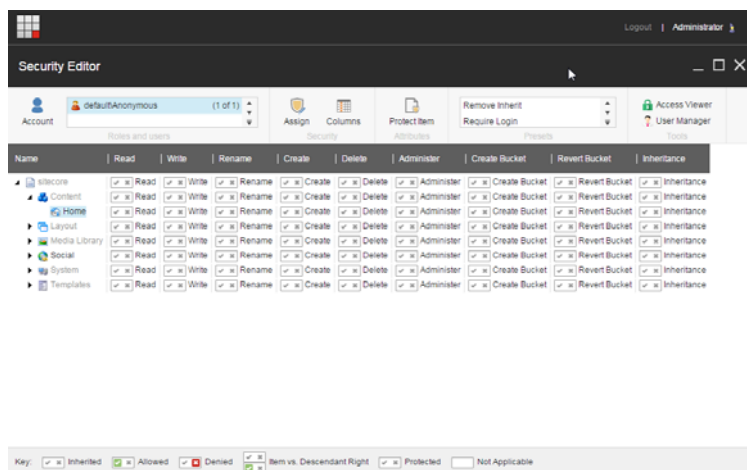 Logout | Administrator
Security Editor
default\Anonymous (1 of 1)
Remove Inherit
Require Login
Access Viewer
User Manager
Account
Assign
Columns
Protect Item
Roles and users
Security
Attributes
Presets
Tools
Name | Read | Write | Rename | Create | Delete | Administer | Create Bucket | Revert Bucket | Inheritance
sitecore Read Write Rename Create Delete Administer Create Bucket Revert Bucket Inheritance
Content Read Write Rename Create Delete Administer Create Bucket Revert Bucket Inheritance
Home Read Write Rename Create Delete Administer Create Bucket Revert Bucket Inheritance
Layout Read Write Rename Create Delete Administer Create Bucket Revert Bucket Inheritance
Media Library Read Write Rename Create Delete Administer Create Bucket Revert Bucket Inheritance
Social Read Write Rename Create Delete Administer Create Bucket Revert Bucket Inheritance
System Read Write Rename Create Delete Administer Create Bucket Revert Bucket Inheritance
Templates Read Write Rename Create Delete Administer Create Bucket Revert Bucket Inheritance
Key: Inherited Allowed Denied Item vs. Descendant Right Protected Not Applicable